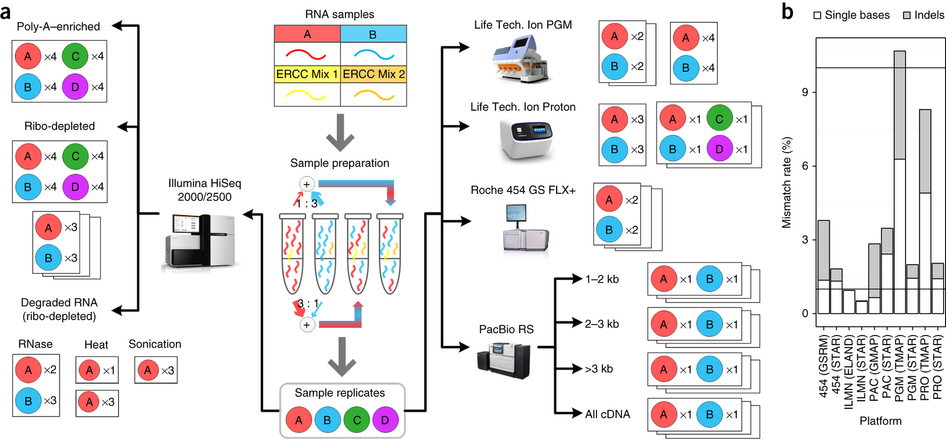 a
Poly-A–enriched
A ×4 C ×4
B ×4 D ×4
Ribo-depleted
A ×4 C ×4
B ×4 D ×4
A ×3
B ×3
Degraded RNA
(ribo-depleted)
RNase
A ×2
B ×3
Heat
A ×1
A ×3
Sonication
A ×3
Illumina HiSeq
2000/2500
RNA samples
A B
ERCC Mix 1 ERCC Mix 2
Sample preparation
+
1 : 3
3 : 1
+
Sample replicates
A B C D
Life Tech. Ion PGM
A ×2
B ×2
A ×4
B ×4
Life Tech. Ion Proton
A ×3
B ×3
A ×1 C ×1
B ×1 D ×1
Roche 454 GS FLX+
A ×2
B ×2
PacBio RS
1–2 kb
A ×1 B ×1
2–3 kb
A ×1 B ×1
>3 kb
A ×1 B ×1
All cDNA
A ×1 B ×1
b
Single bases
Indels
Mismatch rate (%)
9
6
3
0
454 (GSRM)
454 (STAR)
ILMN (ELAND)
ILMN (STAR)
PAC (GMAP)
PAC (STAR)
PGM (TMAP)
PGM (STAR)
PRO (TMAP)
PRO (STAR)
Platform